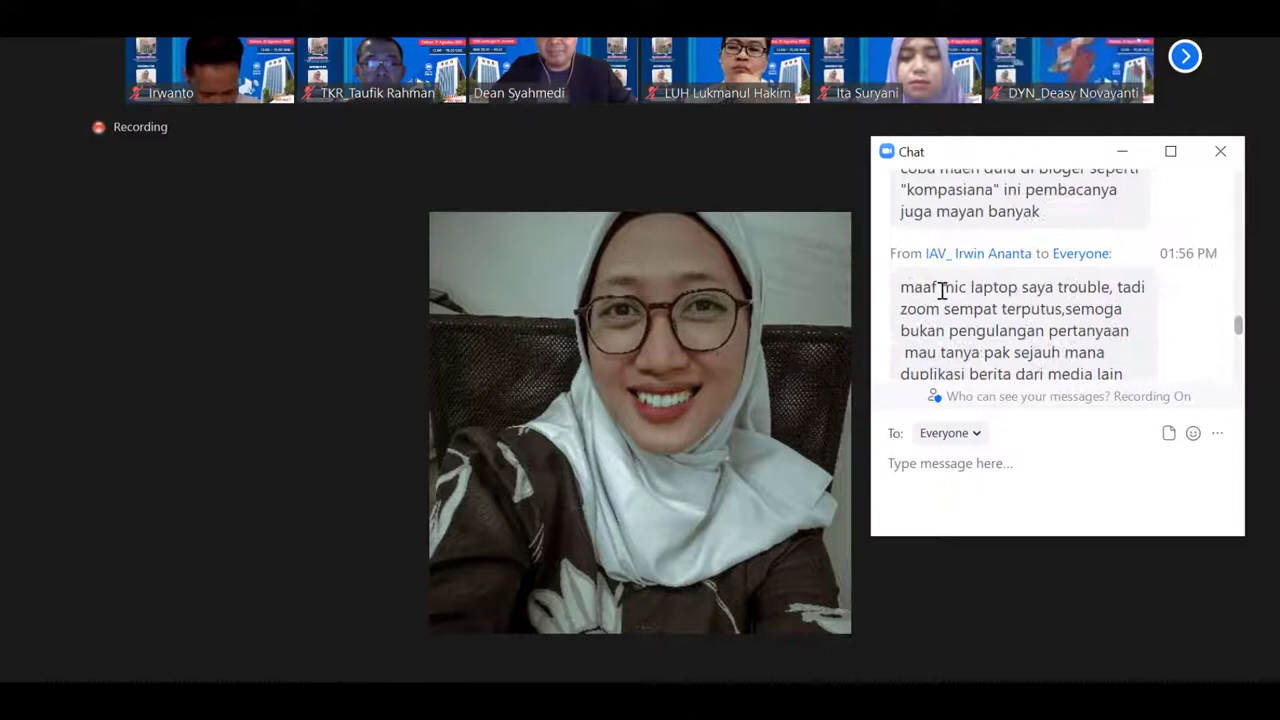 Irwanto
TKR_Taufik Rahman
Dean Syahmedi
LUH Lukmanul Hakim
Ita Suryani
DYN_Deasy Novayanti
Recording
Chat
"kompasiana" ini pembacanya
juga mayan banyak
From IAV_ Irwin Ananta to Everyone:
01:56 PM
maaf mic laptop saya trouble, tadi
zoom sempat terputus,semoga
bukan pengulangan pertanyaan
mau tanya pak sejauh mana
duplikasi berita dari media lain
Who can see your messages? Recording On
To: Everyone
Type message here...